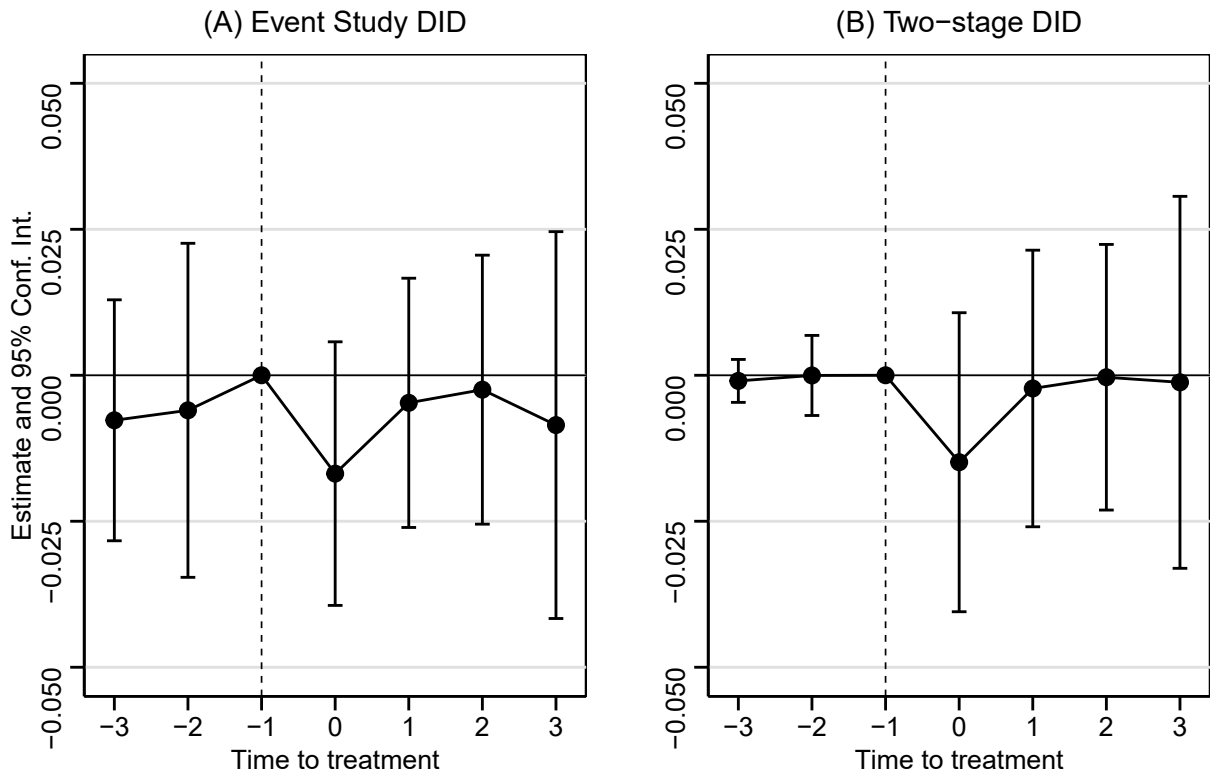 (A) Event Study DID
Estimate and 95% Conf. Int.
0.050
0.025
0.000
−0.025
−0.050
−3 −2 −1 0 1 2 3
Time to treatment
(B) Two−stage DID
0.050
0.025
0.000
−0.025
−0.050
−3 −2 −1 0 1 2 3
Time to treatment